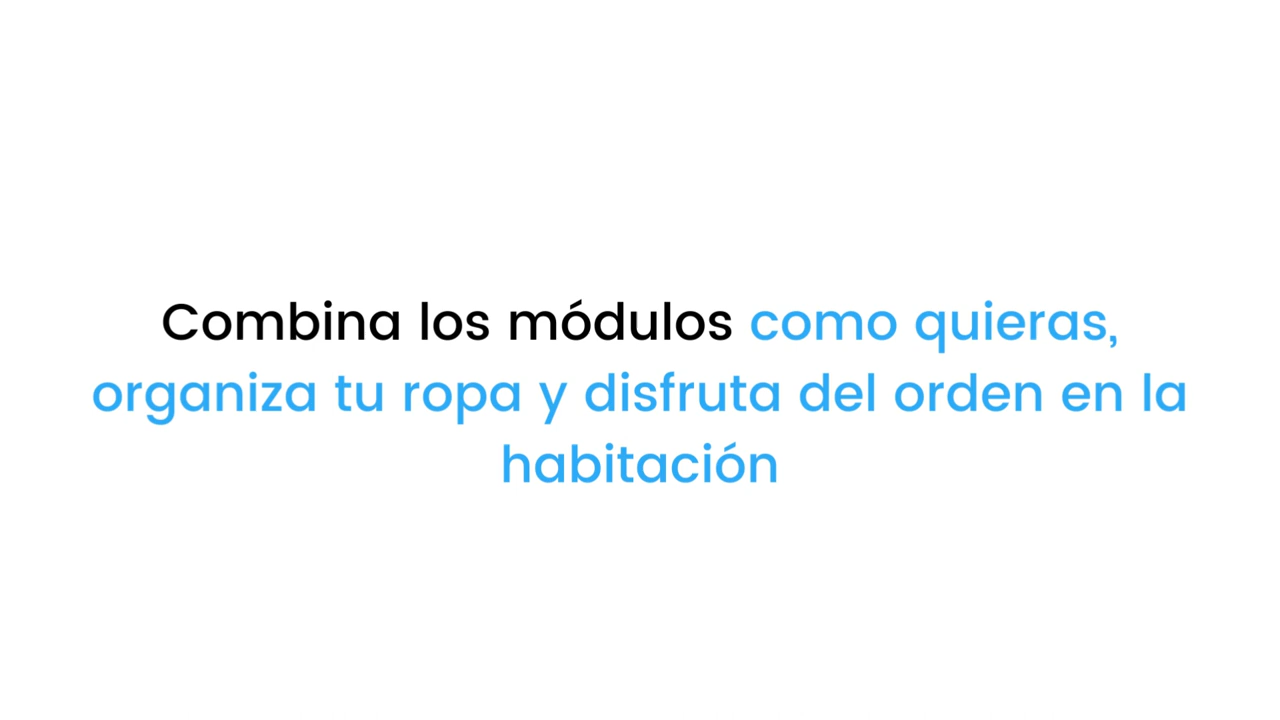 Combina los módulos como quieras,
organiza tu ropa y disfruta del orden en la
habitación